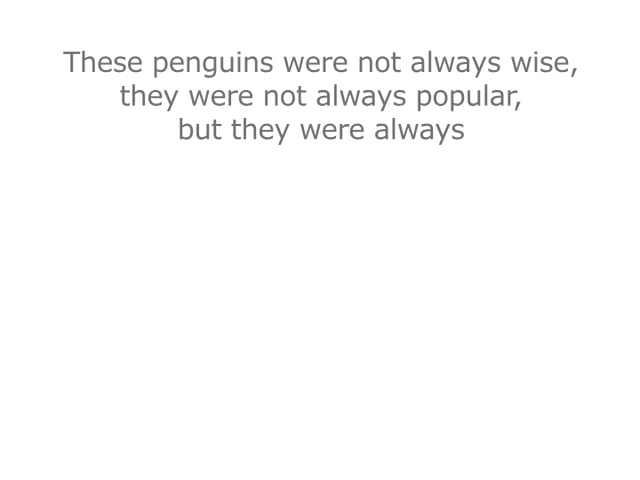 These penguins were not always wise,
they were not always popular,
but they were always